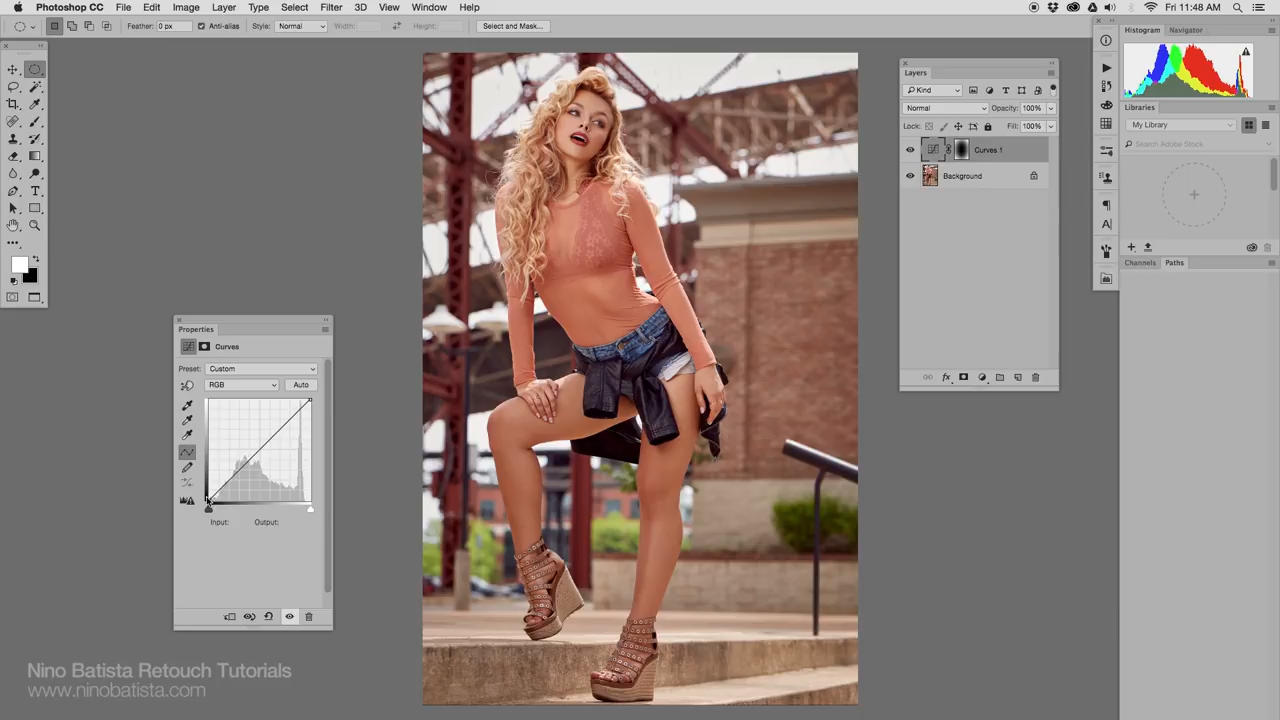 Photoshop CC File Edit Image Layer Type Select Filter 3D View Window Help Fri 11:48 AM
Feather: 0 px Anti-alias Style: Normal Width: Height: Select and Mask...
Histogram Navigator
Layers
Kind
Normal Opacity: 100%
Lock: Fill: 100%
Curves 1
Background
fx
Libraries
My Library
Search Adobe Stock
Channels Paths
Properties
Curves
Preset: Custom
RGB Auto
Input: Output:
Nino Batista Retouch Tutorials
www.ninobatista.com